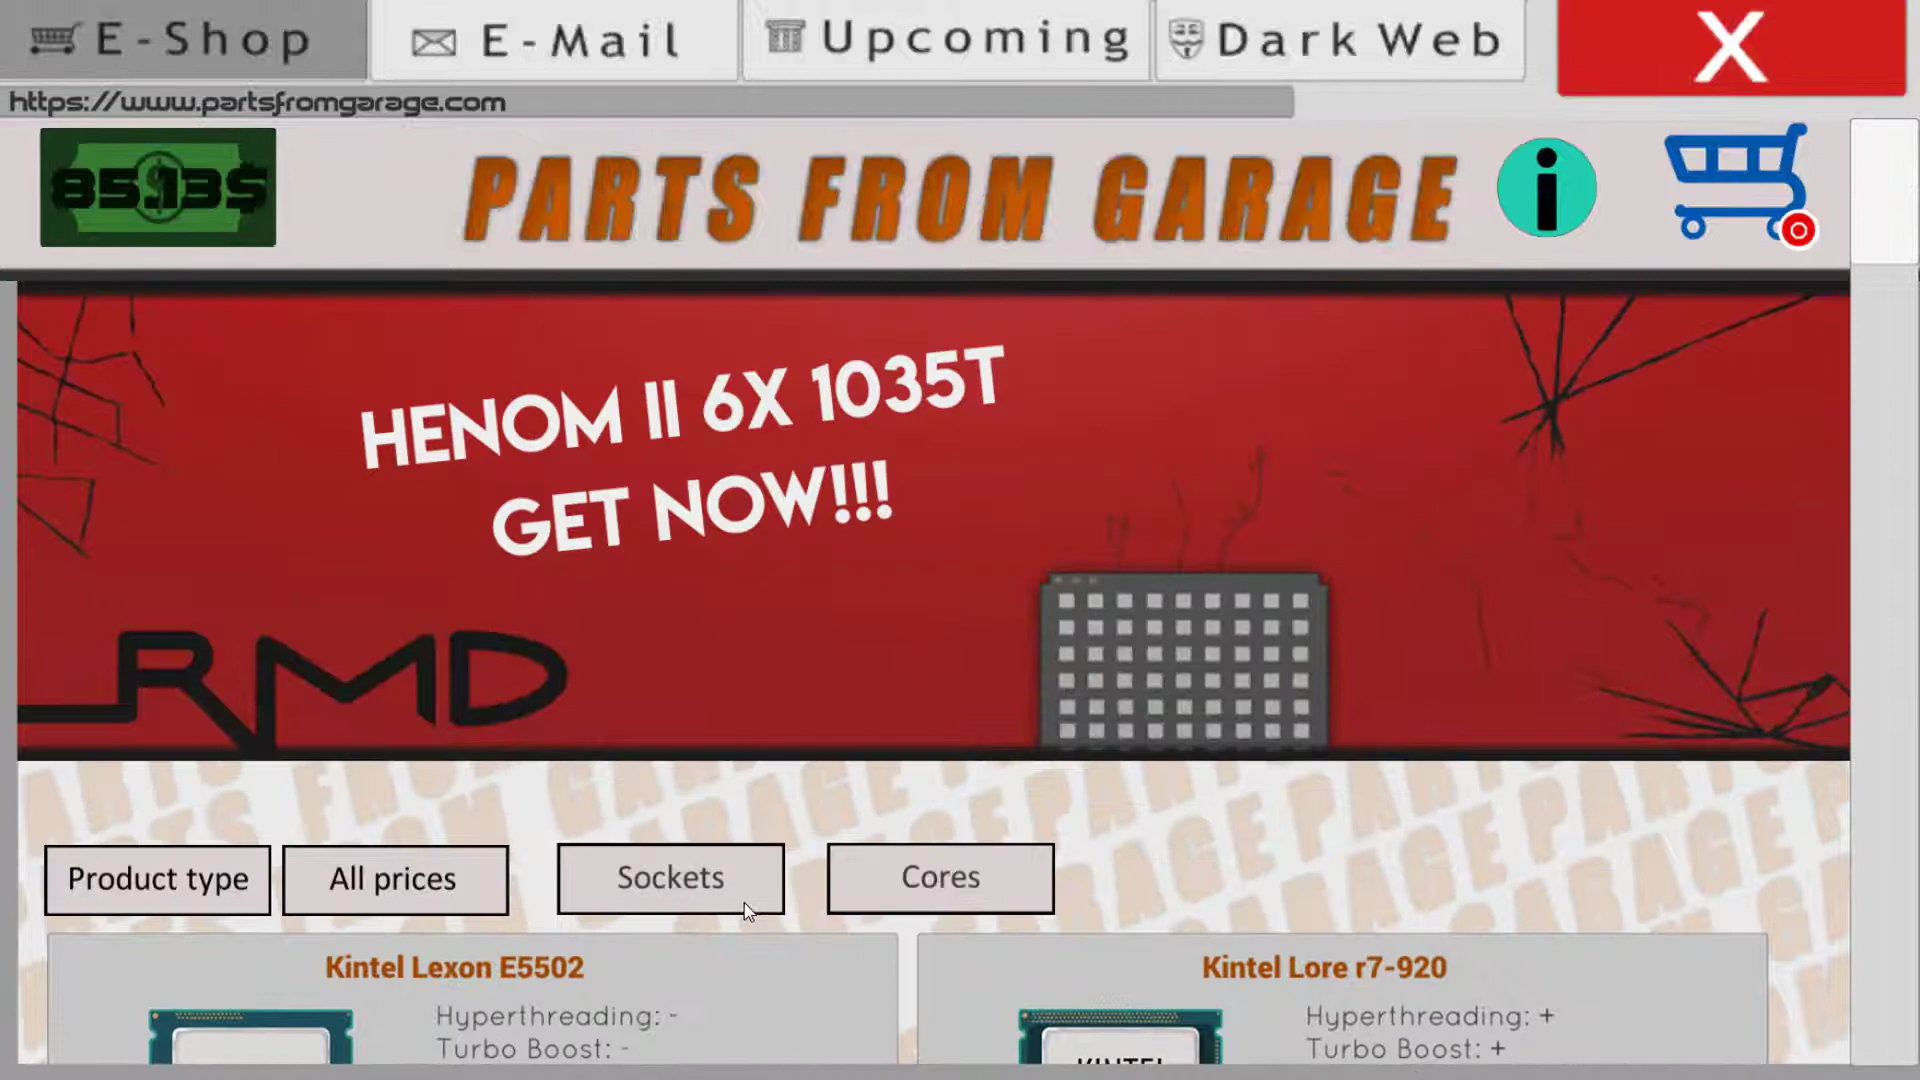 E-Shop
E-Mail
Upcoming
Dark Web
X
https://www.partsfromgarage.com
85.13$
PARTS FROM GARAGE
i
0
HENOM II 6X 1035T
GET NOW!!!
RMD
Product type
All prices
Sockets
Cores
Kintel Lexon E5502
Kintel Lore r7-920
Hyperthreading: -
Hyperthreading: +
Turbo Boost: -
Turbo Boost: +
KINTEL